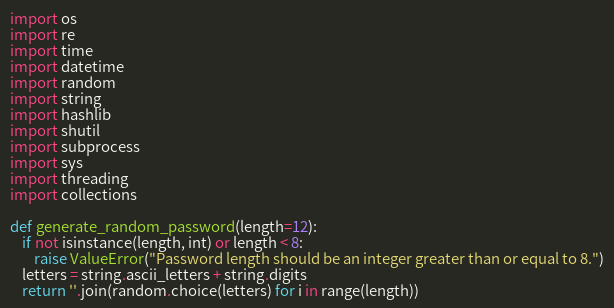 import os
import re
import time
import datetime
import random
import string
import hashlib
import shutil
import subprocess
import sys
import threading
import collections

def generate_random_password(length=12):
    if not isinstance(length, int) or length < 8:
        raise ValueError("Password length should be an integer greater than or equal to 8.")
    letters = string.ascii_letters + string.digits
    return ''.join(random.choice(letters) for i in range(length))